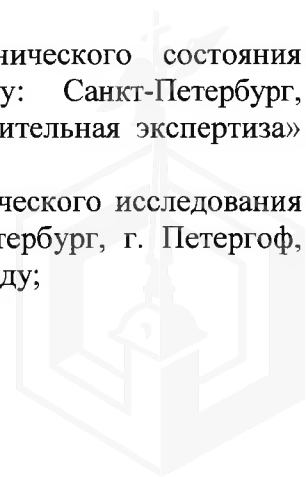 нического состояния
у: Санкт-Петербург,
ительная экспертиза»
ческого исследования
тербург, г. Петергоф,
ду;